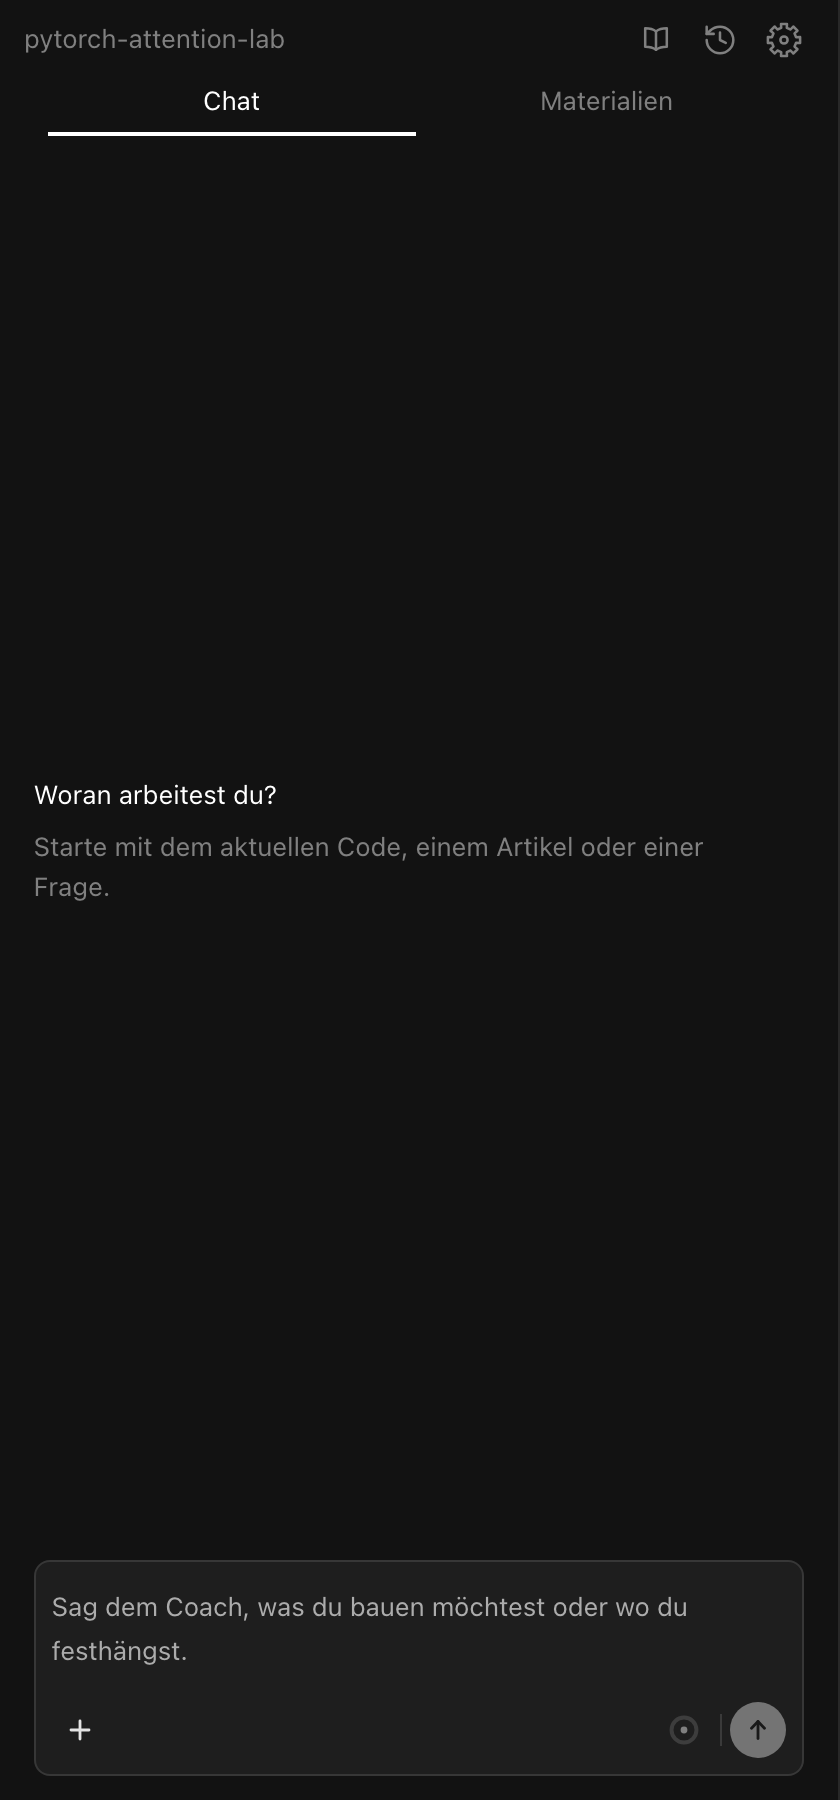 pytorch-attention-lab
Chat
Materialien
Woran arbeitest du?
Starte mit dem aktuellen Code, einem Artikel oder einer
Frage.
Sag dem Coach, was du bauen möchtest oder wo du
festhängst.